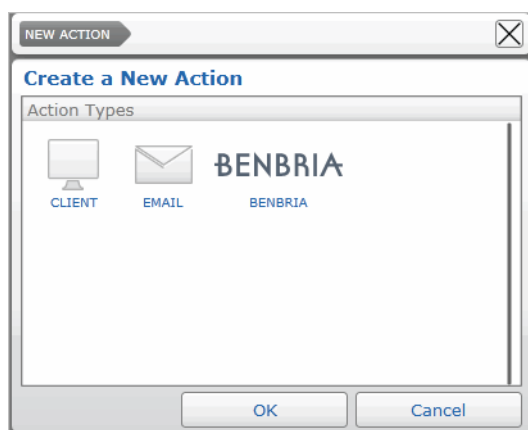 NEW ACTION
Create a New Action
Action Types
BENBRIA
CLIENT EMAIL BENBRIA
OK Cancel